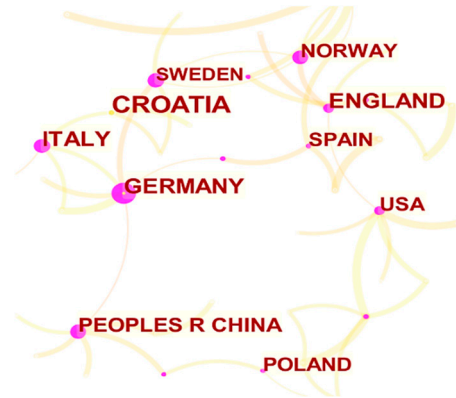 NORWAY
SWEDEN
CROATIA
ENGLAND
ITALY
SPAIN
GERMANY
USA
PEOPLES R CHINA
POLAND